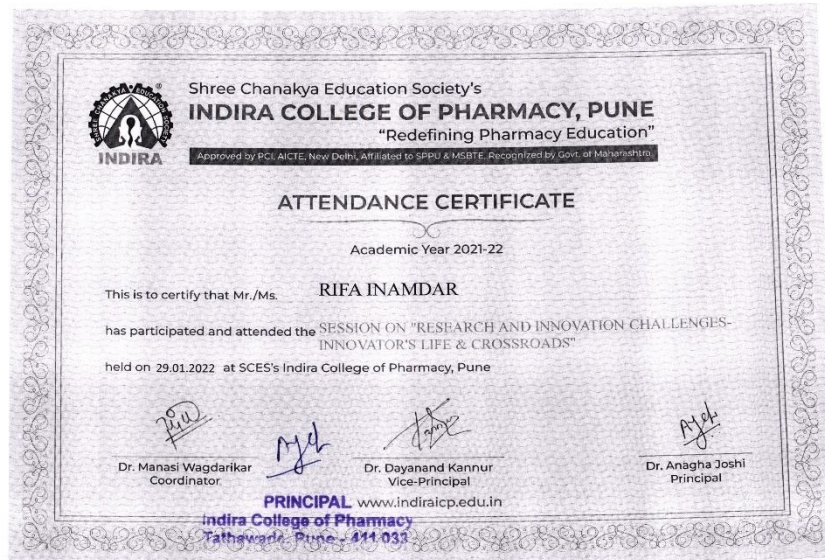 SHREE CHANAKYA EDUCATION SOCIETY
®
INDIRA
Shree Chanakya Education Society's
INDIRA COLLEGE OF PHARMACY, PUNE
“Redefining Pharmacy Education”
Approved by PCI, AICTE, New Delhi, Affiliated to SPPU & MSBTE, Recognized by Govt. of Maharashtra
ATTENDANCE CERTIFICATE
Academic Year 2021-22
This is to certify that Mr./Ms. RIFA INAMDAR
has participated and attended the SESSION ON "RESEARCH AND INNOVATION CHALLENGES-
INNOVATOR'S LIFE & CROSSROADS"
held on 29.01.2022 at SCES's Indira College of Pharmacy, Pune
Dr. Manasi Wagdarikar
Coordinator
Dr. Dayanand Kannur
Vice-Principal
Dr. Anagha Joshi
Principal
PRINCIPAL www.indiraicp.edu.in
Indira College of Pharmacy
Tathawade, Pune - 411 033